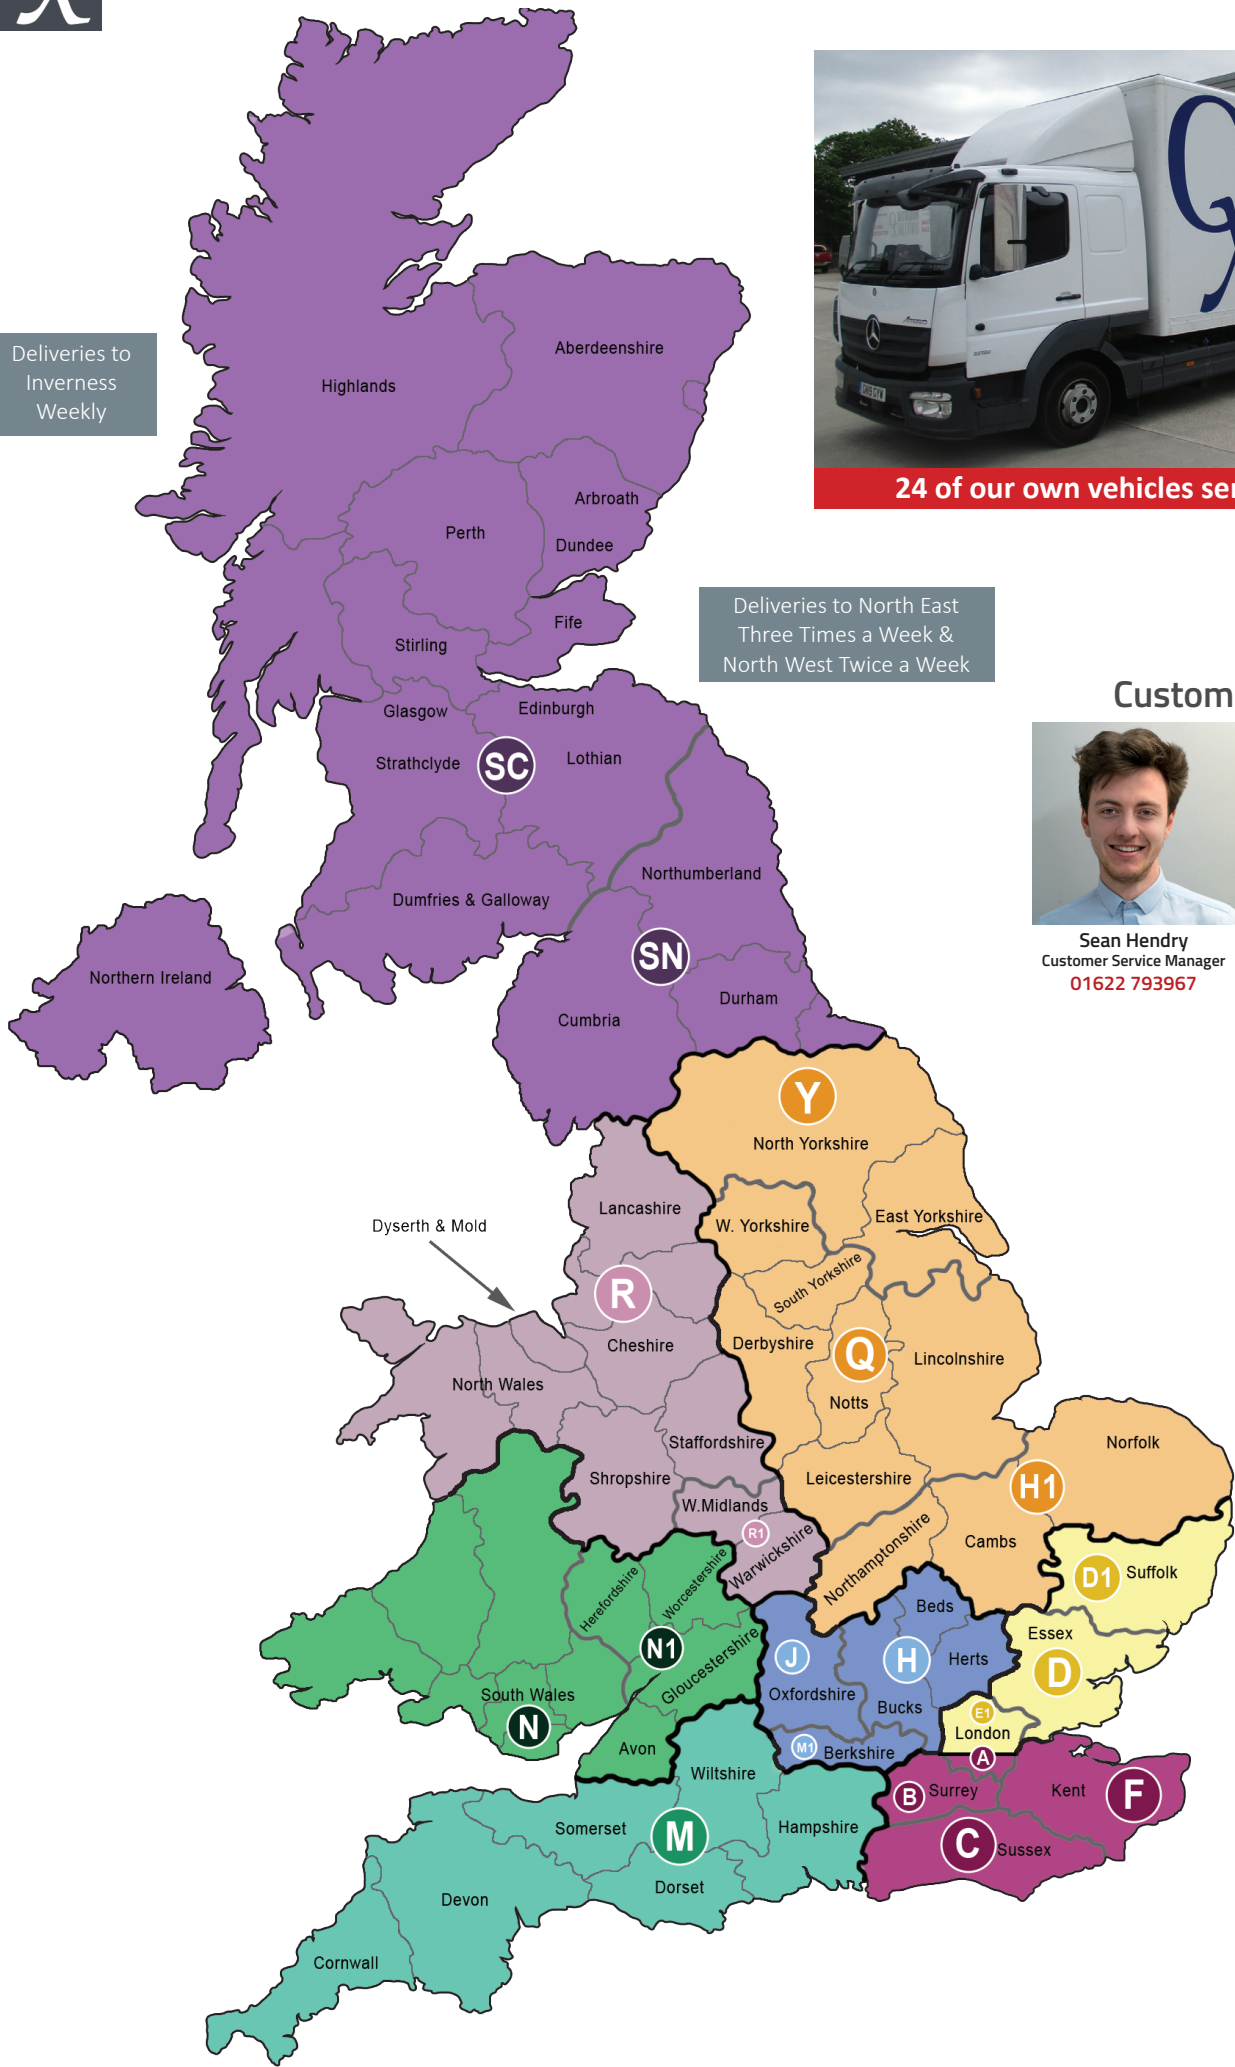 Deliveries to
Inverness
Weekly
Highlands
Aberdeenshire
Arbroath
Perth
Dundee
Fife
Stirling
24 of our own vehicles ser
Deliveries to North East
Three Times a Week &
North West Twice a Week
Glasgow
Edinburgh
Strathclyde
SC
Lothian
Custom
Northumberland
Dumfries & Galloway
Sean Hendry
Customer Service Manager
01622 793967
SN
Northern Ireland
Durham
Cumbria
Y
North Yorkshire
Lancashire
W. Yorkshire
East Yorkshire
Dyserth & Mold
South Yorkshire
R
Cheshire
Derbyshire
Q
Lincolnshire
North Wales
Notts
Staffordshire
Norfolk
Shropshire
Leicestershire
H1
W.Midlands
R1
Warwickshire
Northamptonshire
Cambs
D1
Suffolk
Herefordshire
Worcestershire
Beds
Essex
N1
Gloucestershire
J
H
Herts
D
Oxfordshire
Bucks
South Wales
N
E1
London
Avon
M1
Berkshire
A
Wiltshire
B
Surrey
Kent
F
Somerset
M
Hampshire
C
Sussex
Dorset
Devon
Cornwall